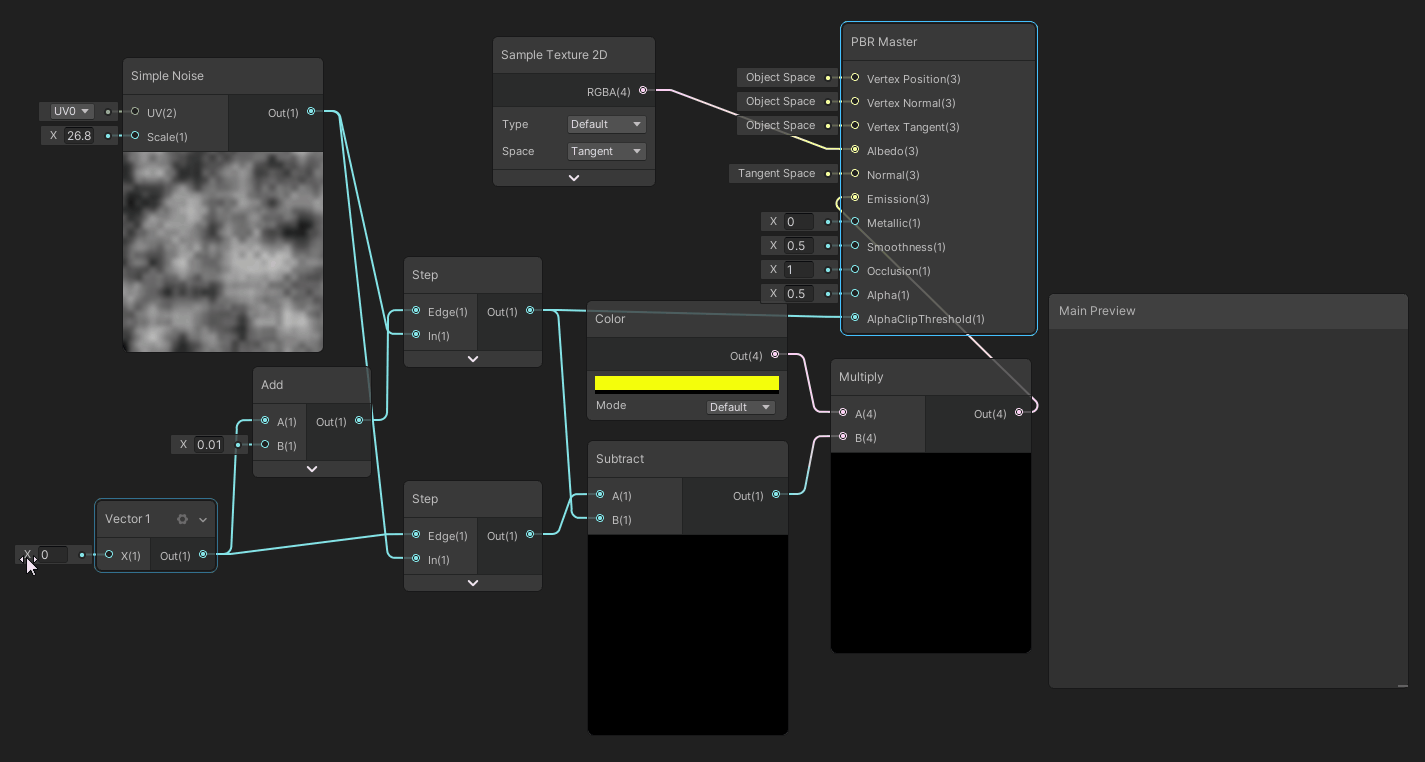 Simple Noise
UV0
UV(2)
Out(1)
X 26.8
Scale(1)
Sample Texture 2D
RGBA(4)
Type
Default
Space
Tangent
PBR Master
Object Space
Vertex Position(3)
Object Space
Vertex Normal(3)
Object Space
Vertex Tangent(3)
Albedo(3)
Tangent Space
Normal(3)
Emission(3)
X 0
Metallic(1)
X 0.5
Smoothness(1)
X 1
Occlusion(1)
X 0.5
Alpha(1)
AlphaClipThreshold(1)
Step
Edge(1)
Out(1)
In(1)
Color
Out(4)
Mode
Default
Main Preview
Add
A(1)
Out(1)
X 0.01
B(1)
Multiply
A(4)
Out(4)
B(4)
Subtract
A(1)
Out(1)
B(1)
Step
Edge(1)
Out(1)
In(1)
Vector 1
X 0
X(1)
Out(1)